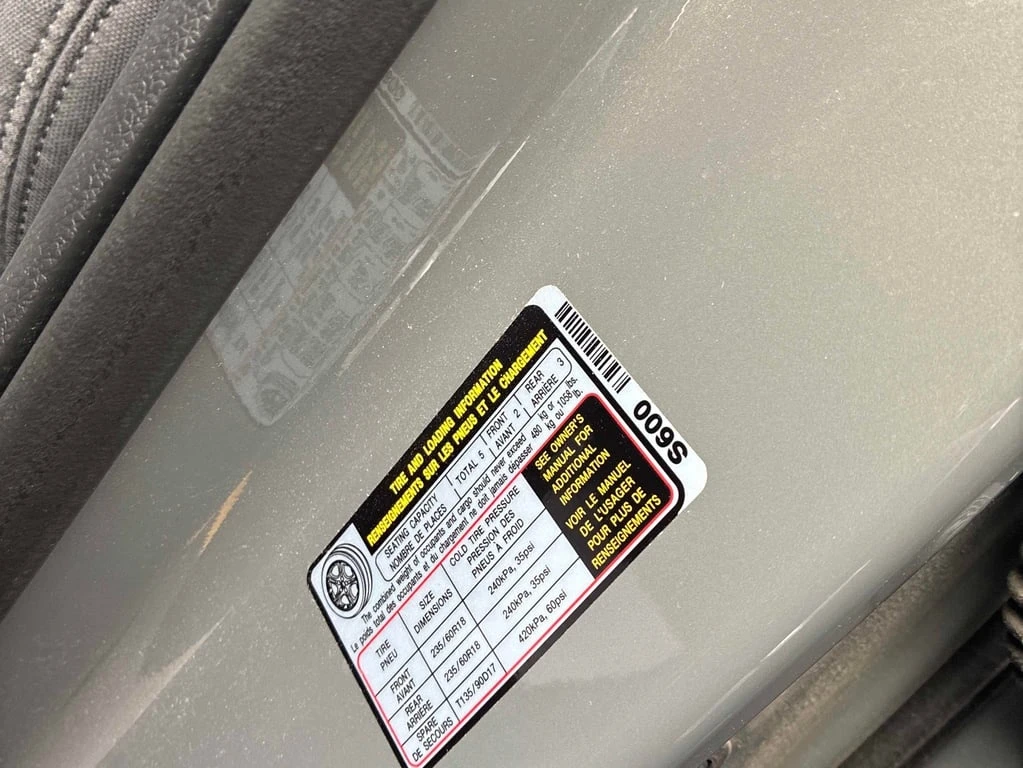 TIRE AND LOADING INFORMATION
RENSEIGNEMENTS SUR LES PNEUS ET LE CHARGEMENT
SEATING CAPACITY
NOMBRE DE PLACES
TOTAL 5
FRONT
AVANT
2
REAR
ARRIÈRE
3
The combined weight of occupants and cargo should never exceed 480 kg or 1058 lbs.
Le poids total des occupants et du chargement ne doit jamais dépasser kg ou lb.
TIRE
PNEU
SIZE
DIMENSIONS
COLD TIRE PRESSURE
PRESSION DES
PNEUS À FROID
FRONT
AVANT
235/60R18
240kPa, 35psi
REAR
ARRIÈRE
235/60R18
240kPa, 35psi
SPARE
DE SECOURS
T135/90D17
420kPa, 60psi
SEE OWNER'S
MANUAL FOR
ADDITIONAL
INFORMATION
VOIR LE MANUEL
DE L'USAGER
POUR PLUS DE
RENSEIGNEMENTS
S600